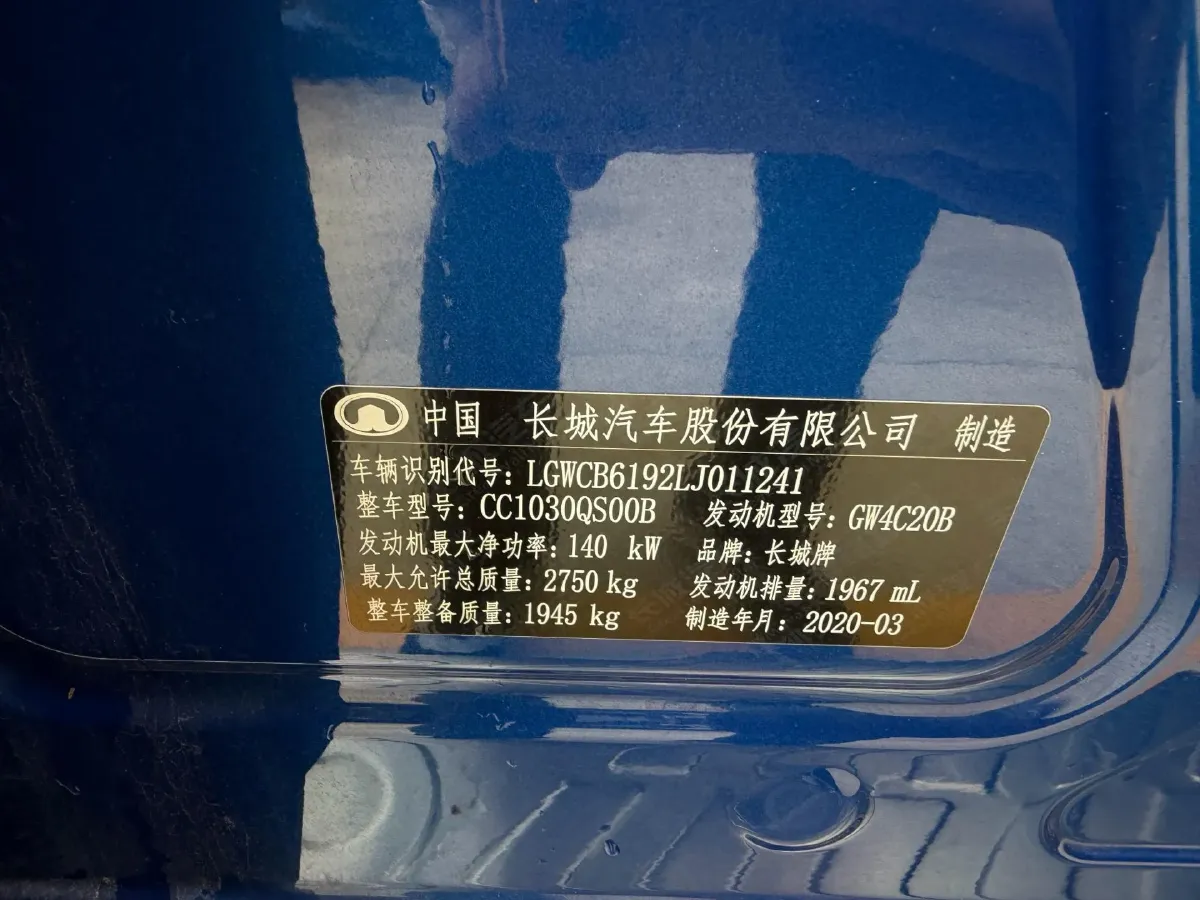 中国 长城汽车股份有限公司 制造
车辆识别代号：LGWCB6192LJ011241
整车型号：CC1030QS00B 发动机型号：GW4C20B
发动机最大净功率：140 kW 品牌：长城牌
最大允许总质量：2750 kg 发动机排量：1967 mL
整车整备质量：1945 kg 制造年月：2020-03